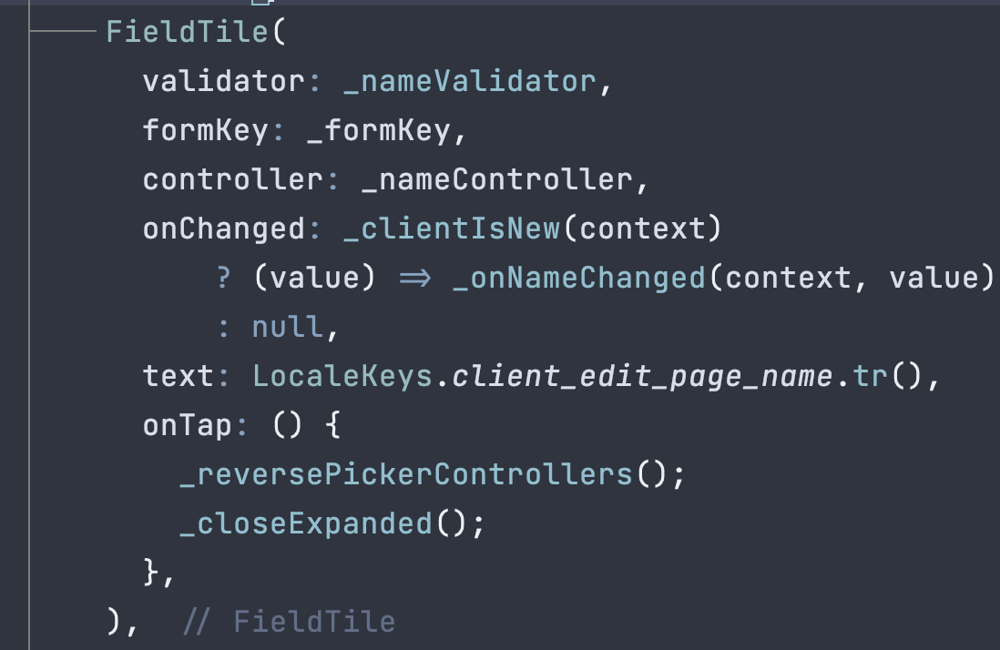 FieldTile(
validator: _nameValidator,
formKey: _formKey,
controller: _nameController,
onChanged: _clientIsNew(context)
? (value) => _onNameChanged(context, value)
: null,
text: LocaleKeys.client_edit_page_name.tr(),
onTap: () {
_reversePickerControllers();
_closeExpanded();
},
), // FieldTile